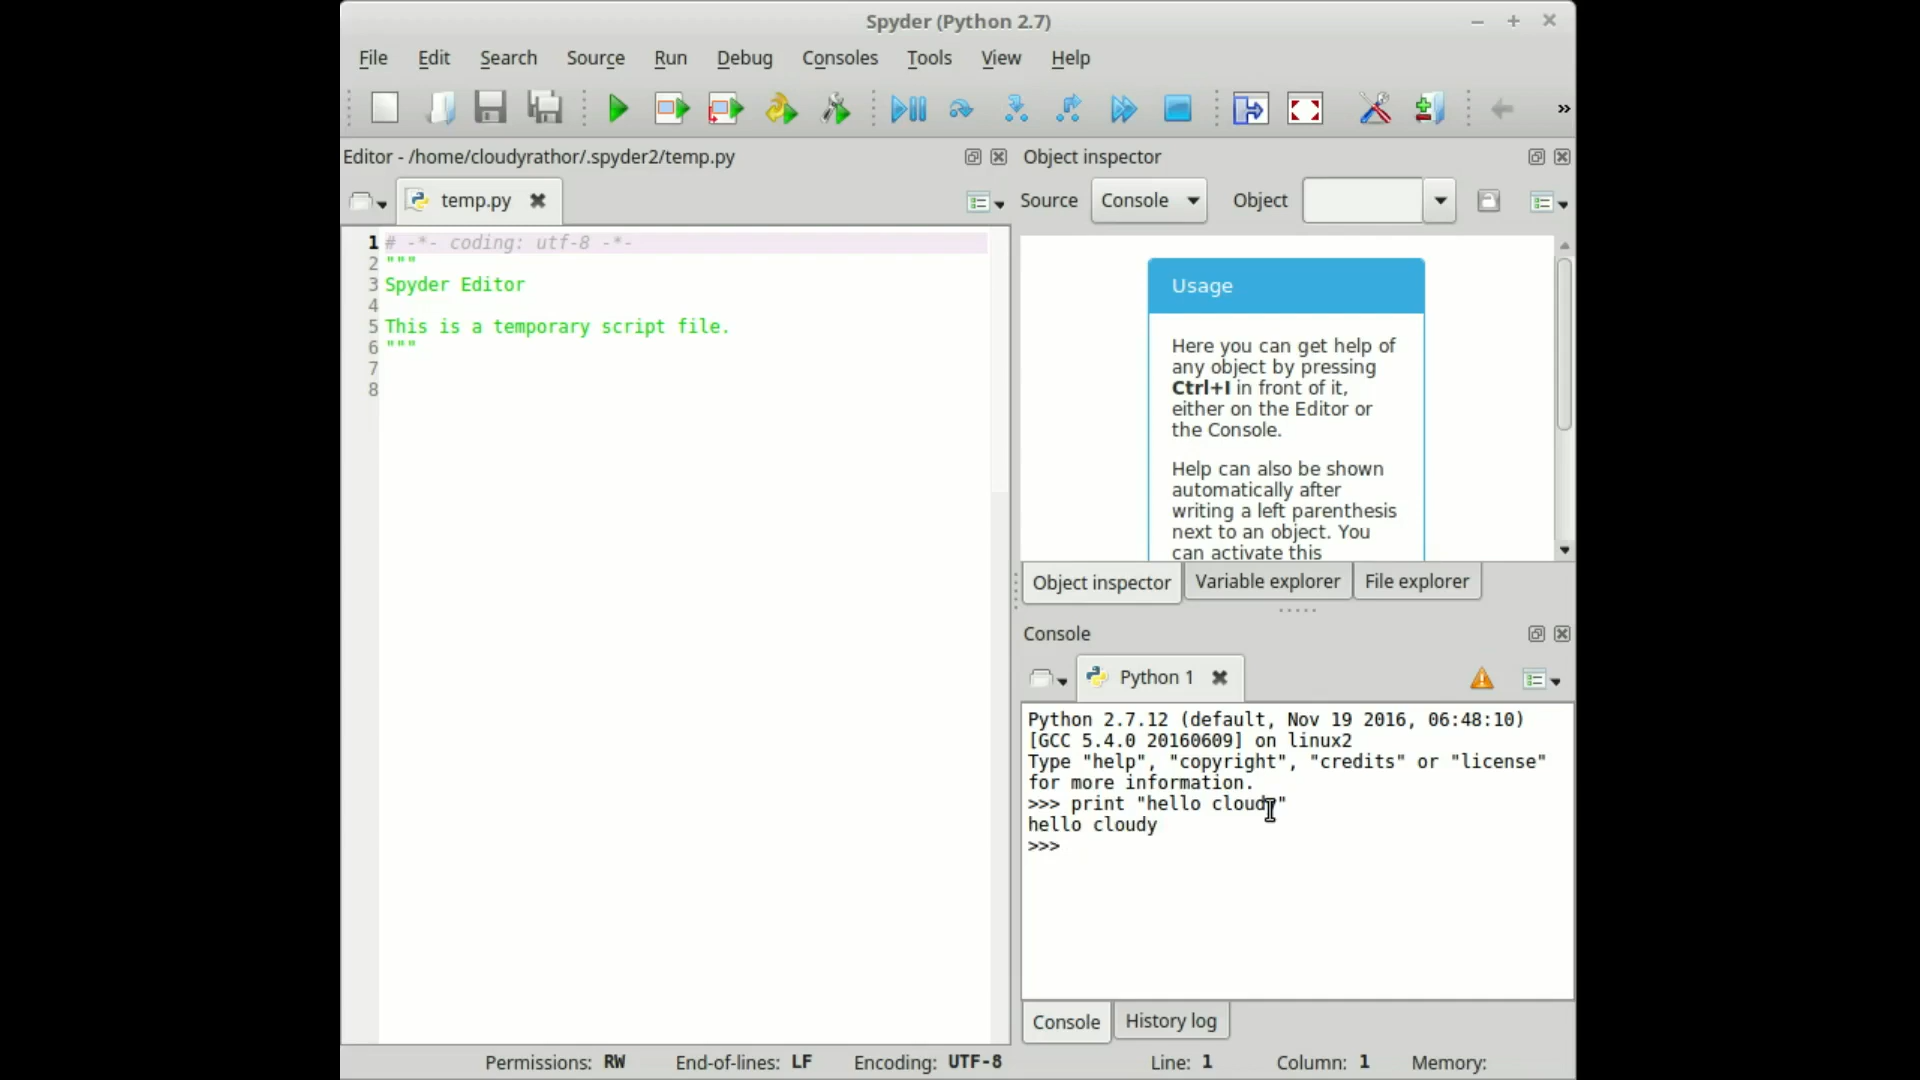 Spyder (Python 2.7)
File Edit Search Source Run Debug Consoles Tools View Help
Editor - /home/cloudyrathor/.spyder2/temp.py
temp.py
1 # -*- coding: utf-8 -*-
2 """
3 Spyder Editor
4
5 This is a temporary script file.
6 """
7
8
Object inspector
Source Console Object
Usage
Here you can get help of
any object by pressing
Ctrl+I in front of it,
either on the Editor or
the Console.
Help can also be shown
automatically after
writing a left parenthesis
next to an object. You
can activate this
Object inspector Variable explorer File explorer
Console
Python 1
Python 2.7.12 (default, Nov 19 2016, 06:48:10)
[GCC 5.4.0 20160609] on linux2
Type "help", "copyright", "credits" or "license"
for more information.
>>> print "hello cloudy"
hello cloudy
>>>
Console History log
Permissions: RW End-of-lines: LF Encoding: UTF-8 Line: 1 Column: 1 Memory: